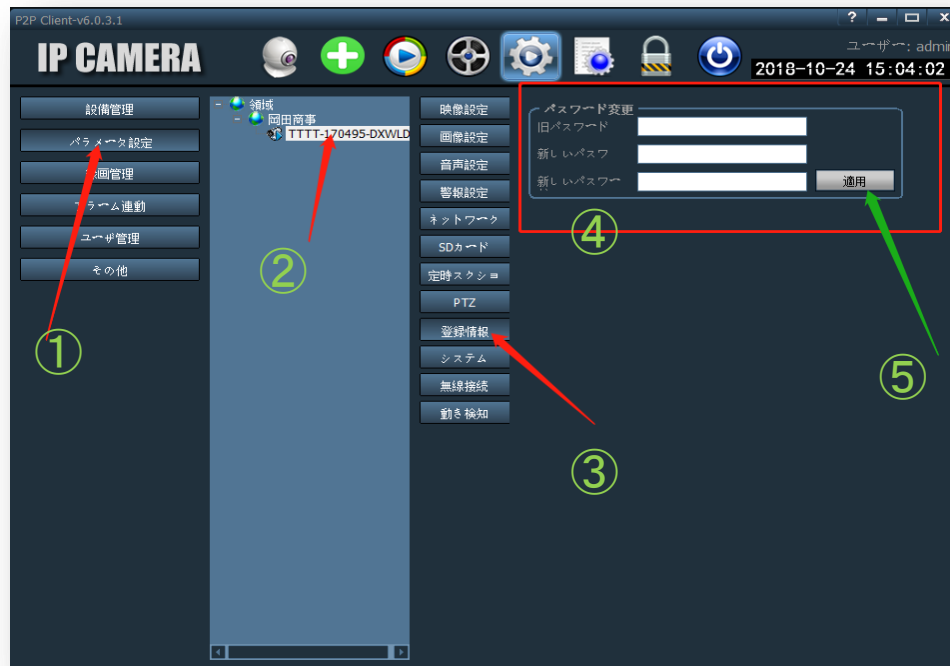 P2P Client-v6.0.3.1
IP CAMERA
ユーザー: admi
2018-10-24 15:04:02
設備管理
パラメータ設定
画管理
ラーム連動
ユーザ管理
その他
領域
岡田商事
TTTT-170495-DXWLD
映像設定
画像設定
音声設定
警報設定
ネットワーク
SDカード
定時スクショ
PTZ
登録情報
システム
無線接続
動き検知
パスワード変更
旧パスワード
新しいパスワ
新しいパスワー
適用
①
②
③
④
⑤